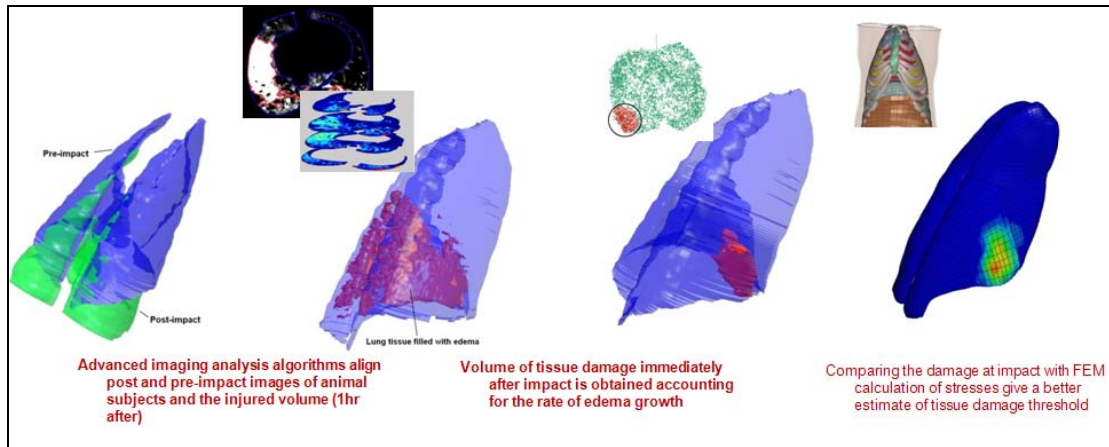 Pre-impact
Post-impact
Lung tissue filled with edema
Advanced imaging analysis algorithms align
post and pre-impact images of animal
subjects and the injured volume (1hr
after)
Volume of tissue damage immediately
after impact is obtained accounting
for the rate of edema growth
Comparing the damage at impact with FEM
calculation of stresses give a better
estimate of tissue damage threshold